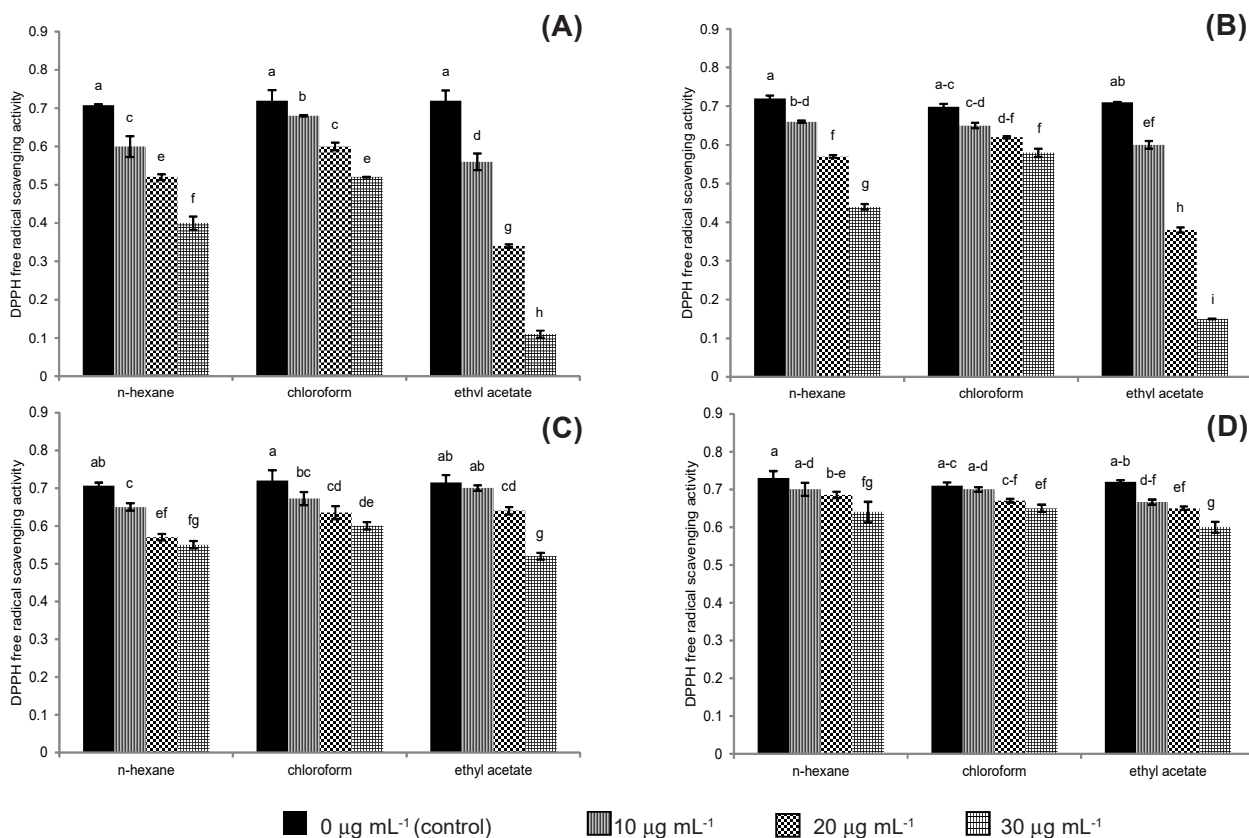 (A)
DPPH free radical scavenging activity
0.9
0.8
0.7
0.6
0.5
0.4
0.3
0.2
0.1
0
a c e f a b c e a d g h
n-hexane chloroform ethyl acetate
(B)
DPPH free radical scavenging activity
0.9
0.8
0.7
0.6
0.5
0.4
0.3
0.2
0.1
0
a b-d f g a-c c-d d-f f ab ef h i
n-hexane chloroform ethyl acetate
(C)
DPPH free radical scavenging activity
0.9
0.8
0.7
0.6
0.5
0.4
0.3
0.2
0.1
0
ab c ef fg a bc cd de ab ab cd g
n-hexane chloroform ethyl acetate
(D)
DPPH free radical scavenging activity
0.9
0.8
0.7
0.6
0.5
0.4
0.3
0.2
0.1
0
a a-d b-e fg a-c a-d c-f ef a-b d-f ef g
n-hexane chloroform ethyl acetate
0 µg mL⁻¹ (control) 10 µg mL⁻¹ 20 µg mL⁻¹ 30 µg mL⁻¹